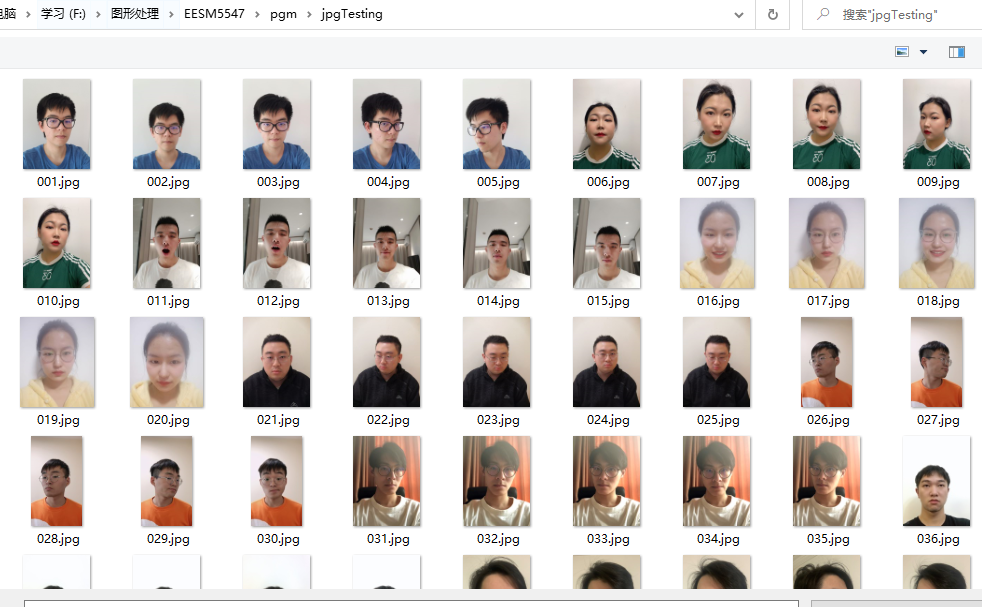 学习 (F:) › 图形处理 › EESM5547 › pgm › jpgTesting
搜索"jpgTesting"
001.jpg 002.jpg 003.jpg 004.jpg 005.jpg 006.jpg 007.jpg 008.jpg 009.jpg
010.jpg 011.jpg 012.jpg 013.jpg 014.jpg 015.jpg 016.jpg 017.jpg 018.jpg
019.jpg 020.jpg 021.jpg 022.jpg 023.jpg 024.jpg 025.jpg 026.jpg 027.jpg
028.jpg 029.jpg 030.jpg 031.jpg 032.jpg 033.jpg 034.jpg 035.jpg 036.jpg